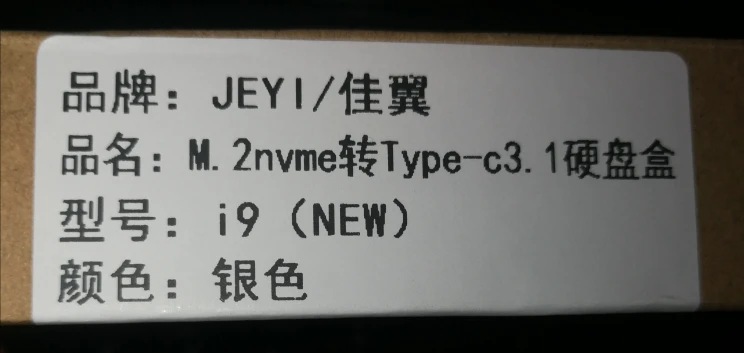 品牌：JEYI/佳翼
品名：M.2nvme转Type-c3.1硬盘盒
型号：i9（NEW）
颜色：银色